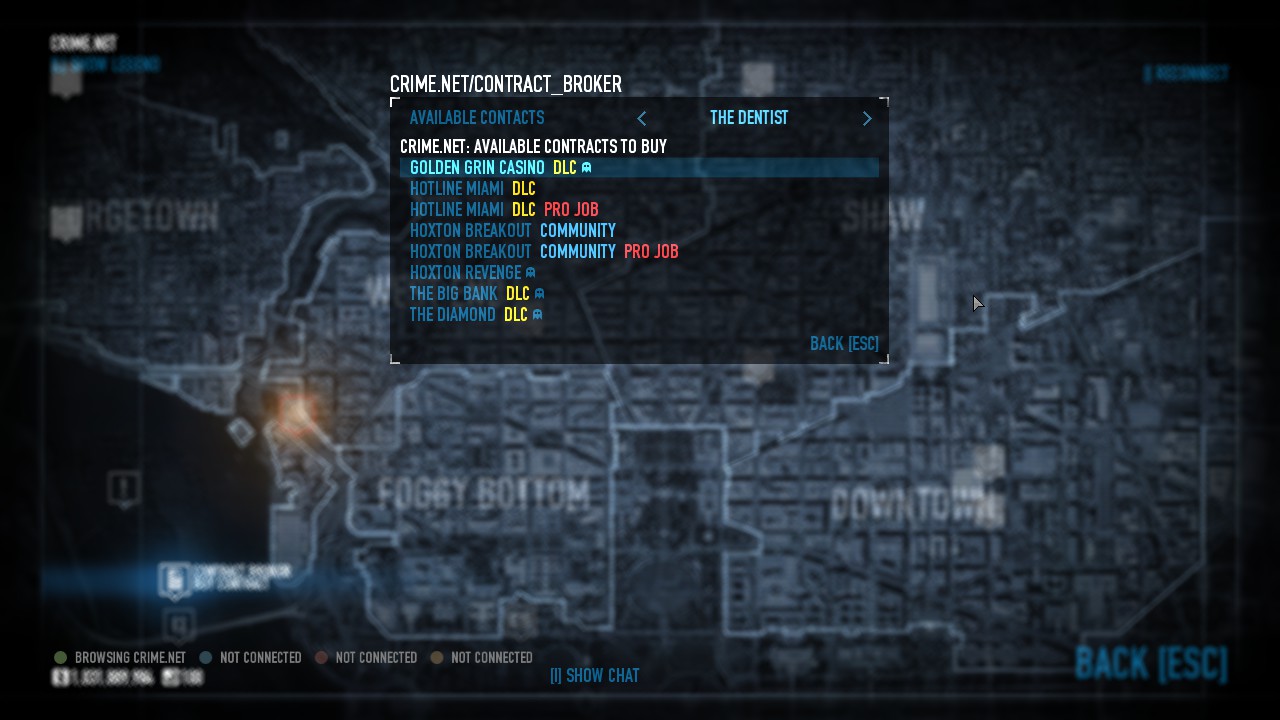 CRIME.NET
CRIME.NET/CONTRACT_BROKER
AVAILABLE CONTACTS < THE DENTIST >
CRIME.NET: AVAILABLE CONTRACTS TO BUY
GOLDEN GRIN CASINO DLC
HOTLINE MIAMI DLC
HOTLINE MIAMI DLC PRO JOB
HOXTON BREAKOUT COMMUNITY
HOXTON BREAKOUT COMMUNITY PRO JOB
HOXTON REVENGE
THE BIG BANK DLC
THE DIAMOND DLC
BACK [ESC]
SHAW
FOGGY BOTTOM
DOWNTOWN
BROWSING CRIME.NET NOT CONNECTED NOT CONNECTED NOT CONNECTED
[I] SHOW CHAT
BACK [ESC]